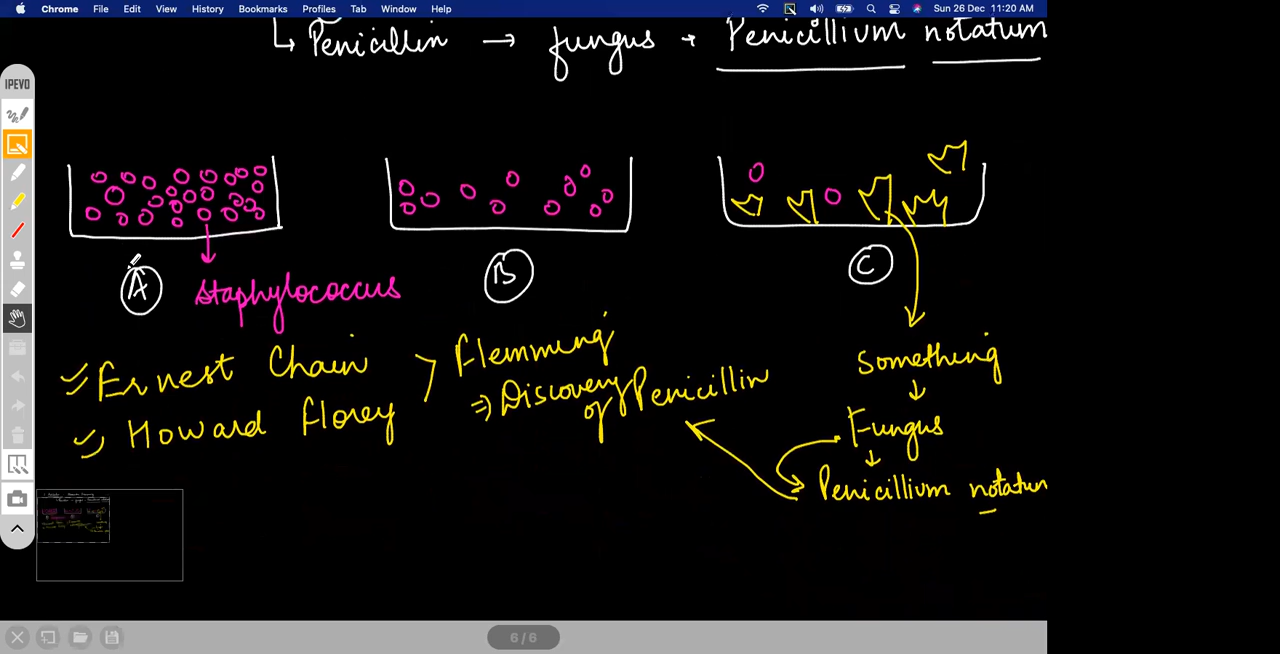 Chrome File Edit View History Bookmarks Profiles Tab Window Help Sun 26 Dec 11:20 AM
↳ Penicillin → fungus → Penicillium notatum
IPEVO
A
B
C
Staphylococcus
Ernest Chain
Howard Florey
Flemming
⇒ Discovery of Penicillin
Something
↓
Fungus
↓
Penicillium notatum
6/6